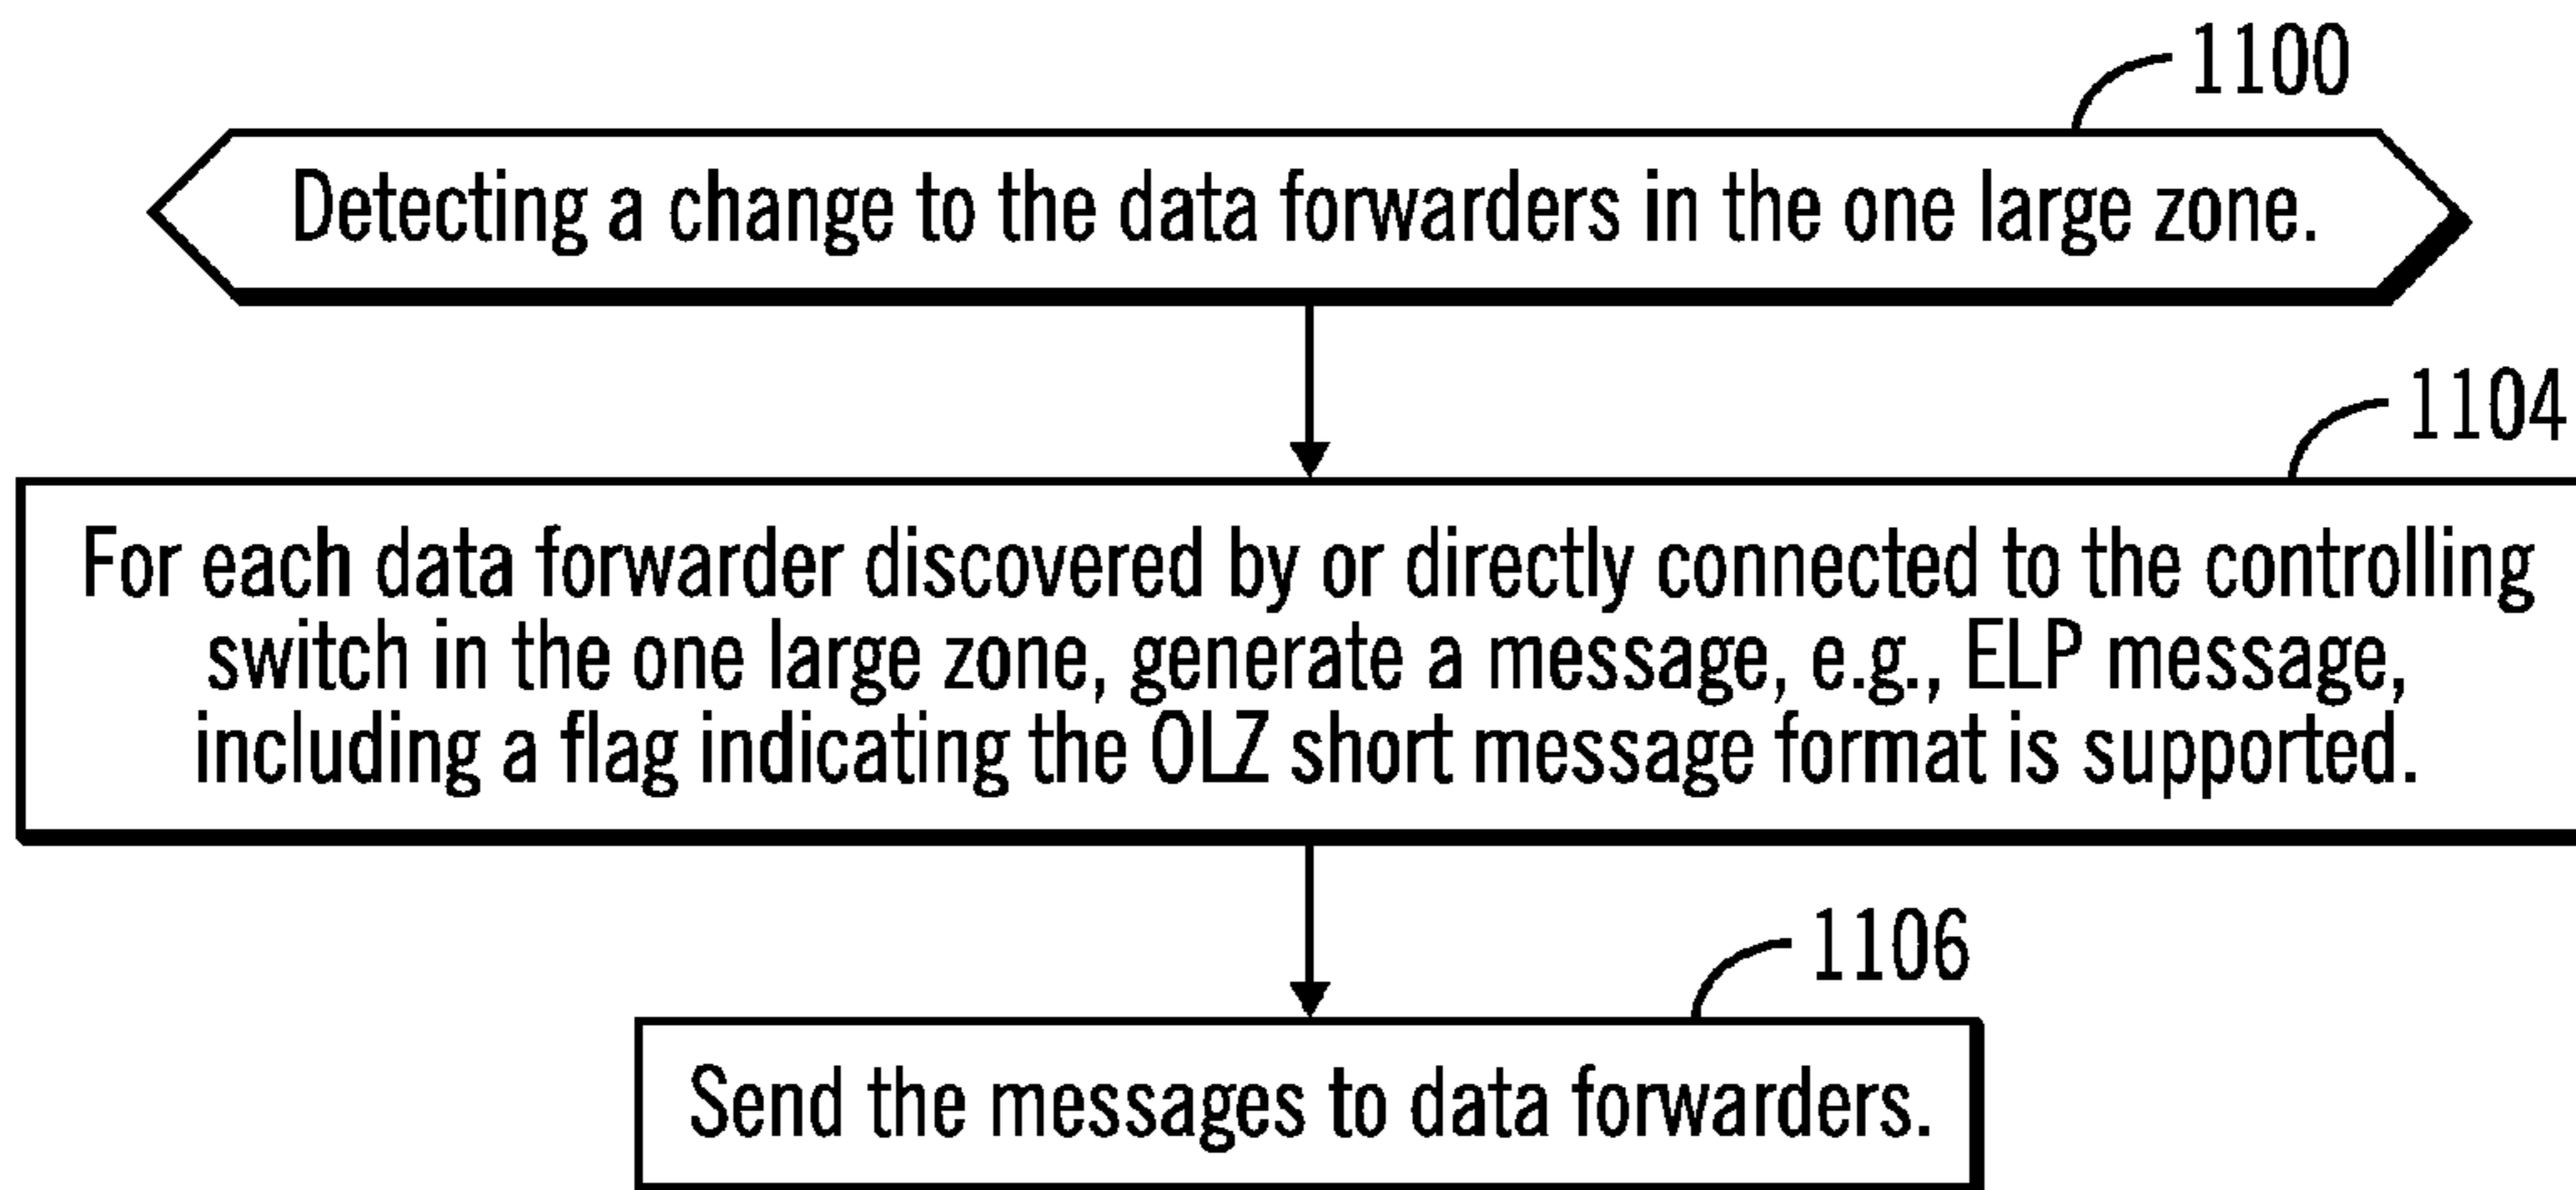 1100
Detecting a change to the data forwarders in the one large zone.
1104
For each data forwarder discovered by or directly connected to the controlling
switch in the one large zone, generate a message, e.g., ELP message,
including a flag indicating the OLZ short message format is supported.
1106
Send the messages to data forwarders.